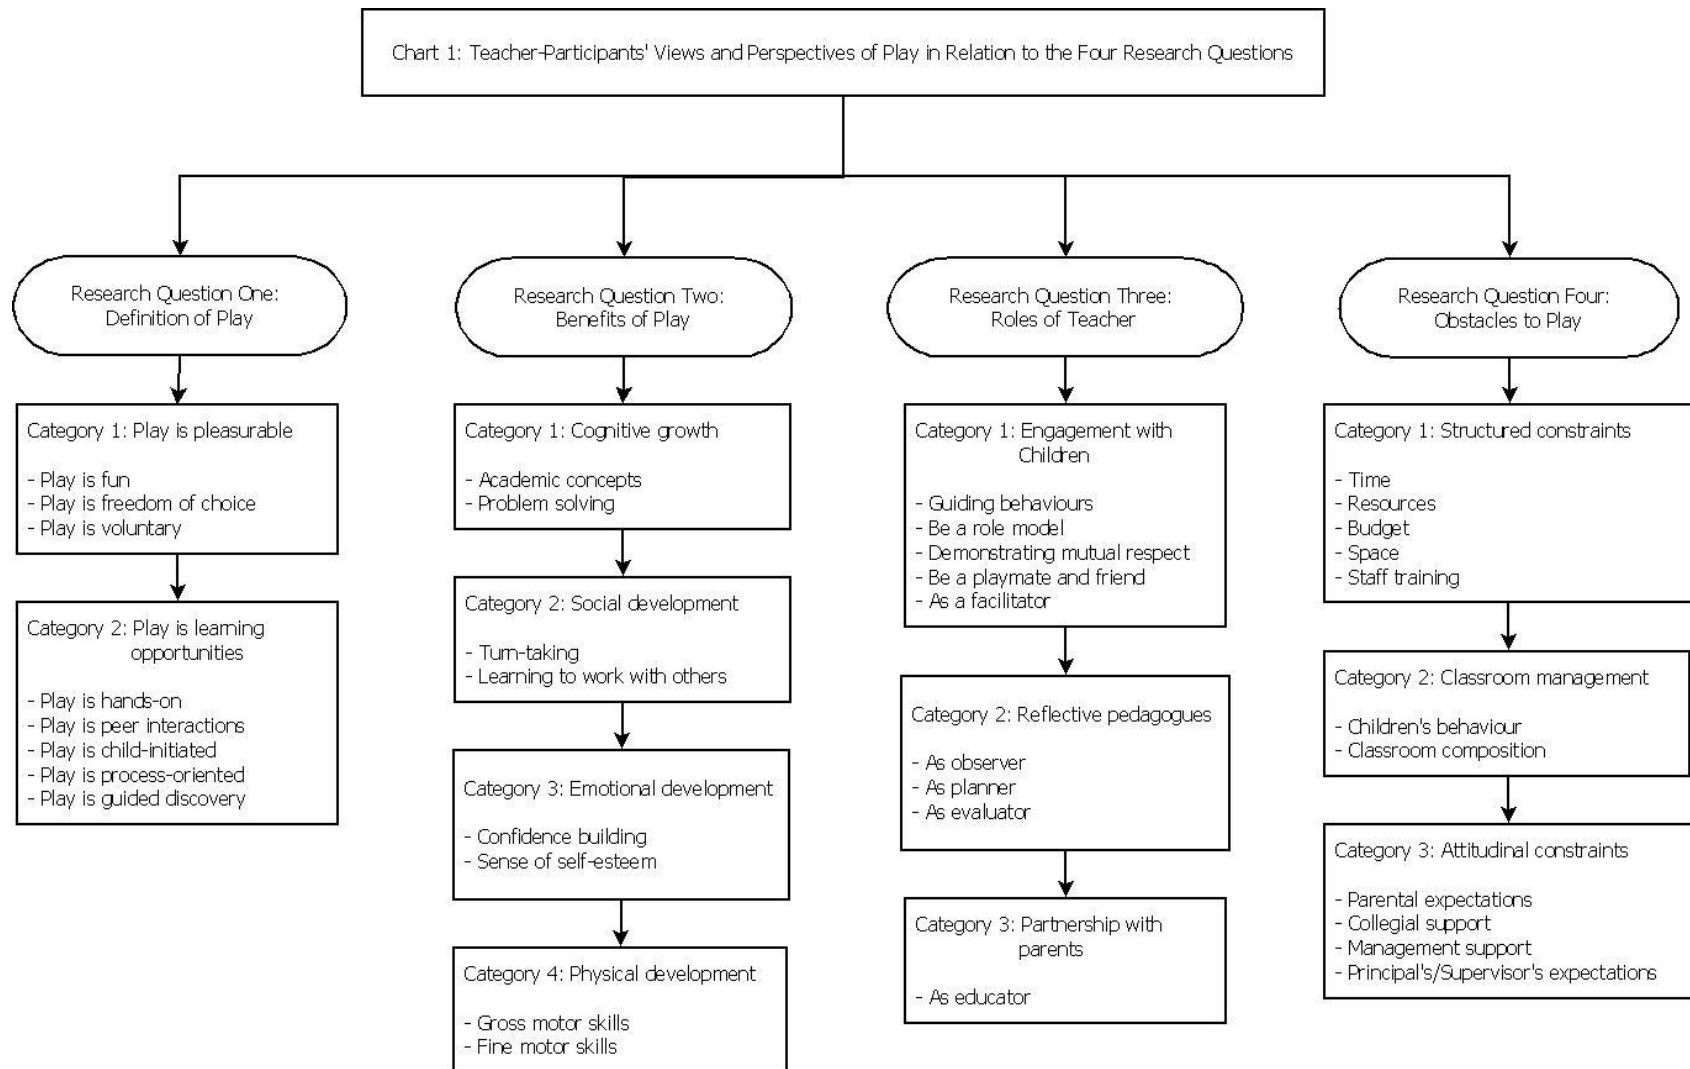 Chart 1: Teacher-Participants' Views and Perspectives of Play in Relation to the Four Research Questions
Research Question One:
Definition of Play
Category 1: Play is pleasurable
- Play is fun
- Play is freedom of choice
- Play is voluntary
Category 2: Play is learning
opportunities
- Play is hands-on
- Play is peer interactions
- Play is child-initiated
- Play is process-oriented
- Play is guided discovery
Research Question Two:
Benefits of Play
Category 1: Cognitive growth
- Academic concepts
- Problem solving
Category 2: Social development
- Turn-taking
- Learning to work with others
Category 3: Emotional development
- Confidence building
- Sense of self-esteem
Category 4: Physical development
- Gross motor skills
- Fine motor skills
Research Question Three:
Roles of Teacher
Category 1: Engagement with
Children
- Guiding behaviours
- Be a role model
- Demonstrating mutual respect
- Be a playmate and friend
- As a facilitator
Category 2: Reflective pedagogues
- As observer
- As planner
- As evaluator
Category 3: Partnership with
parents
- As educator
Research Question Four:
Obstacles to Play
Category 1: Structured constraints
- Time
- Resources
- Budget
- Space
- Staff training
Category 2: Classroom management
- Children's behaviour
- Classroom composition
Category 3: Attitudinal constraints
- Parental expectations
- Collegial support
- Management support
- Principal's/Supervisor's expectations